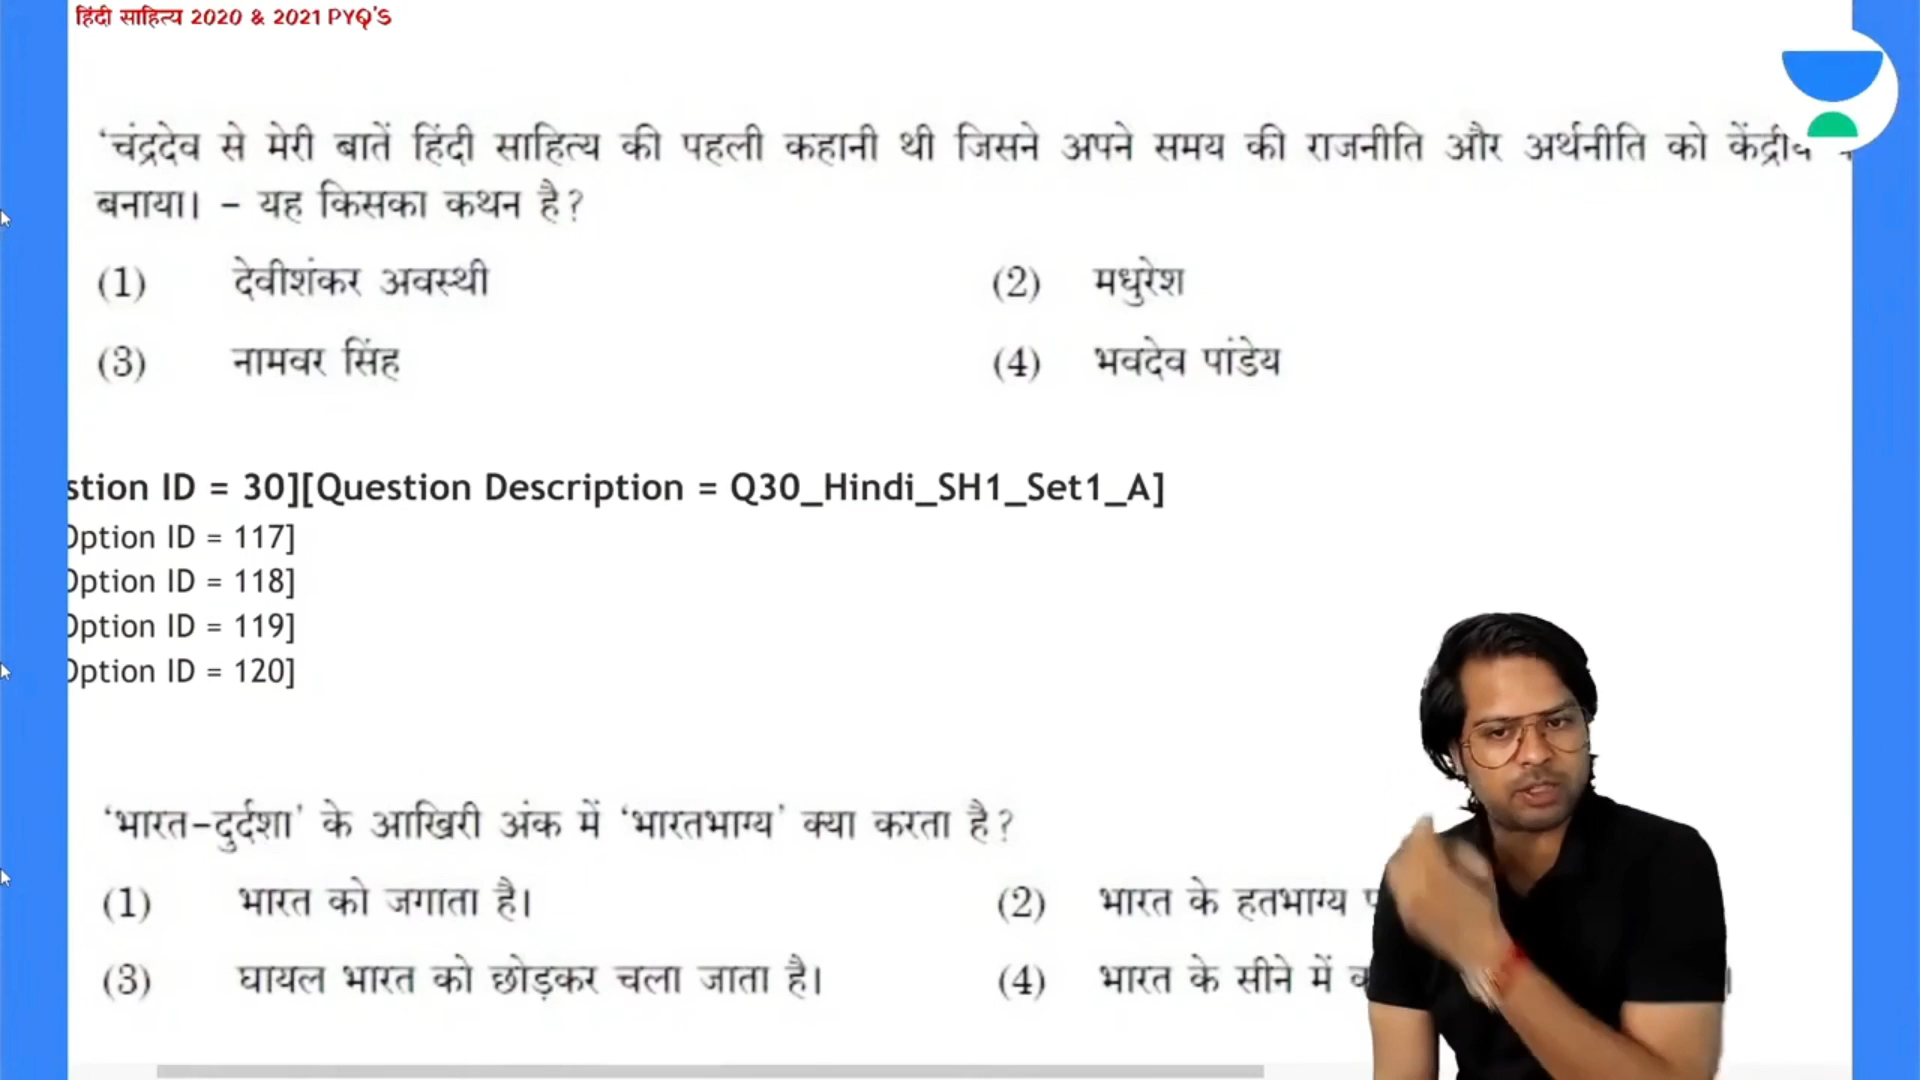 हिंदी साहित्य 2020 & 2021 PYQ'S
‘चंद्रदेव से मेरी बातें हिंदी साहित्य की पहली कहानी थी जिसने अपने समय की राजनीति और अर्थनीति को
बनाया। – यह किसका कथन है?
(1) देवीशंकर अवस्थी (2) मधुरेश
(3) नामवर सिंह (4) भवदेव पांडेय
stion ID = 30][Question Description = Q30_Hindi_SH1_Set1_A]
Option ID = 117]
Option ID = 118]
Option ID = 119]
Option ID = 120]
‘भारत-दुर्दशा’ के आखिरी अंक में ‘भारतभाग्य’ क्या करता है?
(1) भारत को जगाता है। (2) भारत के हतभाग्य
(3) घायल भारत को छोड़कर चला जाता है। (4) भारत के सीने में